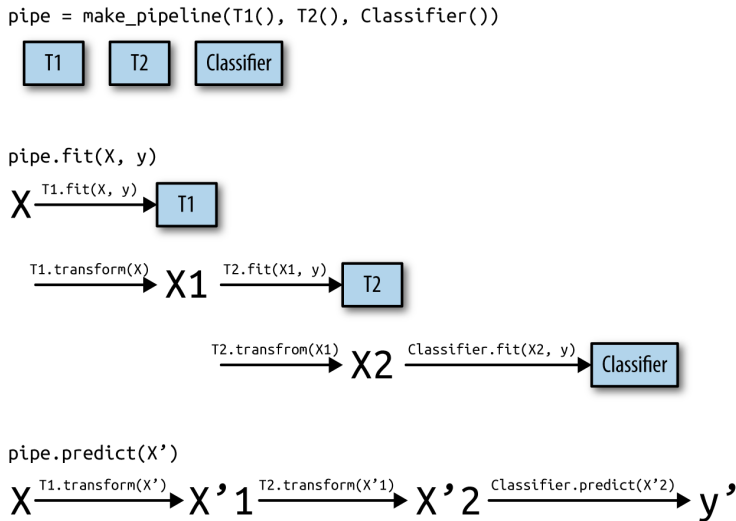 pipe = make_pipeline(T1(), T2(), Classifier())
T1 T2 Classifier
pipe.fit(X, y)
X T1.fit(X, y) T1
T1.transform(X) X1 T2.fit(X1, y) T2
T2.transfrom(X1) X2 Classifier.fit(X2, y) Classifier
pipe.predict(X’)
X T1.transform(X’) X’1 T2.transform(X’1) X’2 Classifier.predict(X’2) y’